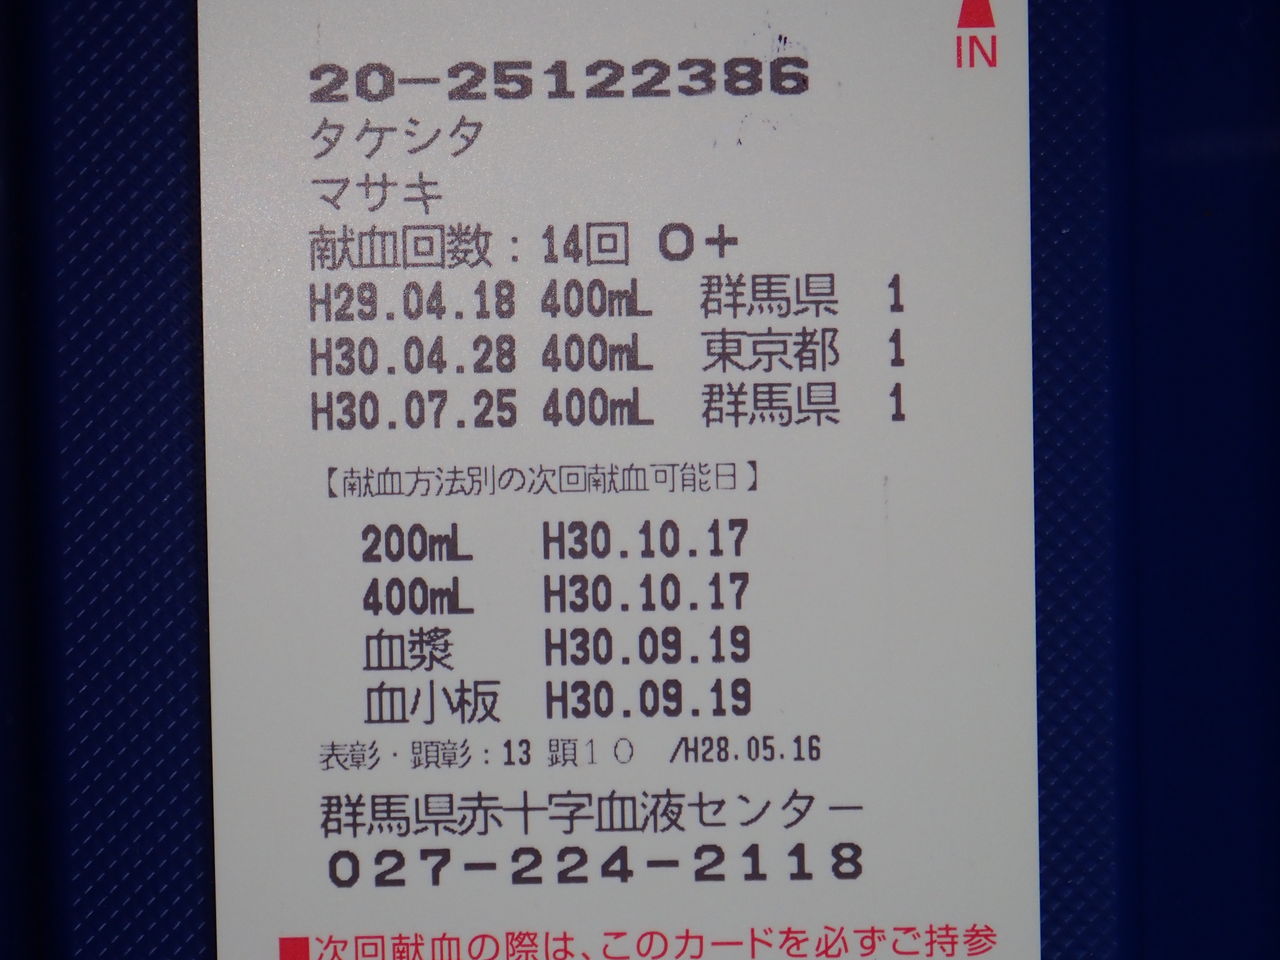 IN
20-25122386
タケシタ
マサキ
献血回数：14回 O+
H29.04.18 400mL 群馬県 1
H30.04.28 400mL 東京都 1
H30.07.25 400mL 群馬県 1
【献血方法別の次回献血可能日】
200mL H30.10.17
400mL H30.10.17
血漿 H30.09.19
血小板 H30.09.19
表彰・顕彰：13 顕１０ /H28.05.16
群馬県赤十字血液センター
027-224-2118
■次回献血の際は、このカードを必ずご持参